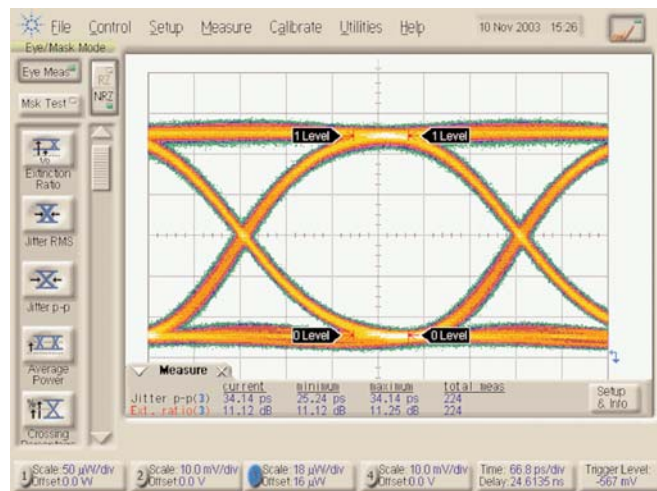 File Control Setup Measure Calibrate Utilities Help 10 Nov 2003 15:26
Eye/Mask Mode
Eye Meas
RZ
NRZ
Msk Test
1 Level 1 Level
Extinction
Ratio
Jitter RMS
Jitter p-p
Average
Power
Crossing
0 Level 0 Level
Measure
current minimum maximum total meas
Jitter p-p(3) 34.14 ps 25.24 ps 34.14 ps 224
Ext. ratio(3) 11.12 dB 11.12 dB 11.25 dB 224
Setup
& Info
1 Scale: 50 µW/div 2 Scale: 10.0 mV/div 3 Scale: 18 µW/div 4 Scale: 10.0 mV/div Time: 66.8 ps/div Trigger Level:
Offset:0.0 W Offset:0.0 V Offset:16 µW Offset:0.0 V Delay: 24.6135 ns -567 mV